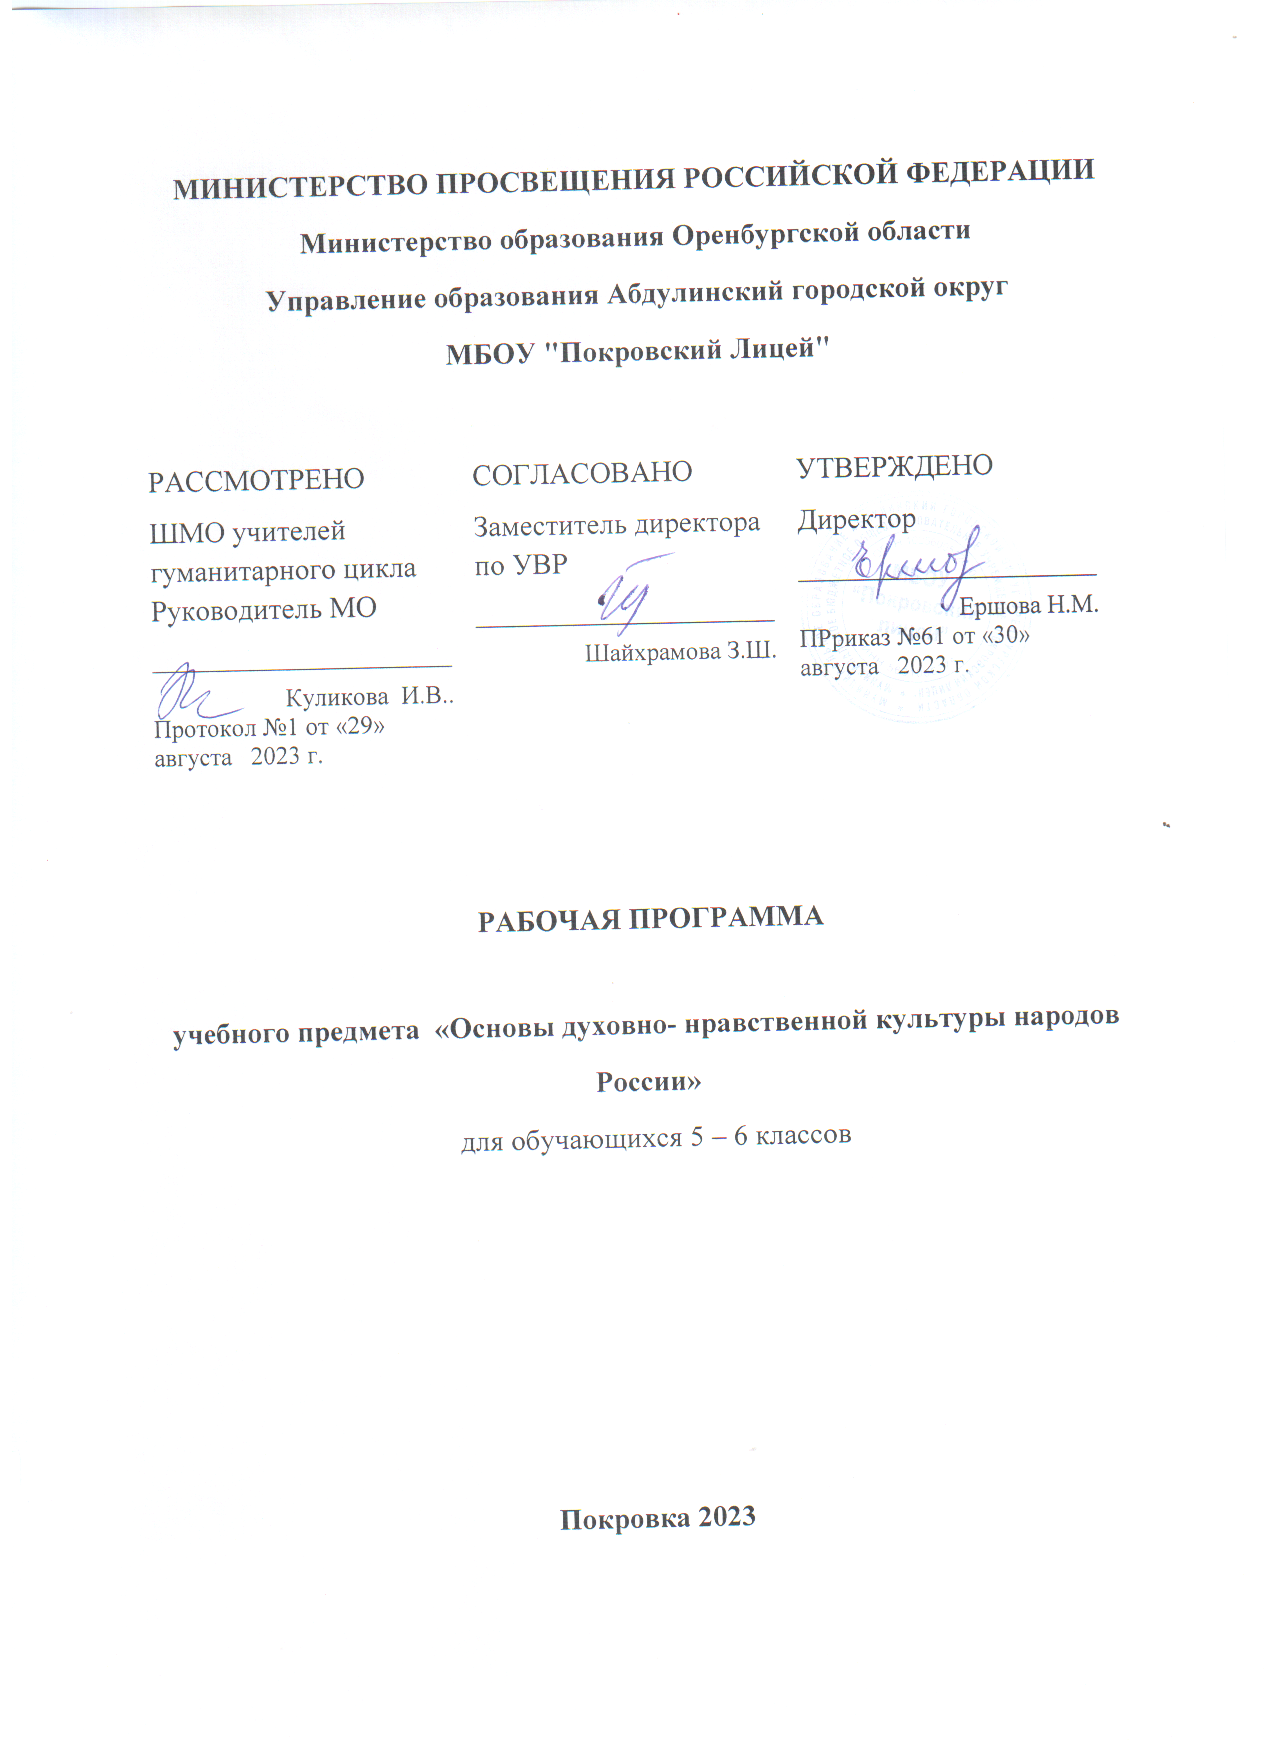 МИНИСТЕРСТВО ПРОСВЕЩЕНИЯ РОССИЙСКОЙ ФЕДЕРАЦИИ
Министерство образования Оренбургской области
Управление образования Абдулинский городской округ
МБОУ "Покровский Лицей"
РАССМОТРЕНО
ШМО учителей
гуманитарного цикла
Руководитель МО
Куликова И.В..
Протокол №1 от «29»
августа 2023 г.
СОГЛАСОВАНО
Заместитель директора
по УВР
Шайхрамова З.Ш.
УТВЕРЖДЕНО
Директор
Ершова Н.М.
ПРриказ №61 от «30»
августа 2023 г.
РАБОЧАЯ ПРОГРАММА
учебного предмета «Основы духовно- нравственной культуры народов
России»
для обучающихся 5 – 6 классов
Покровка 2023